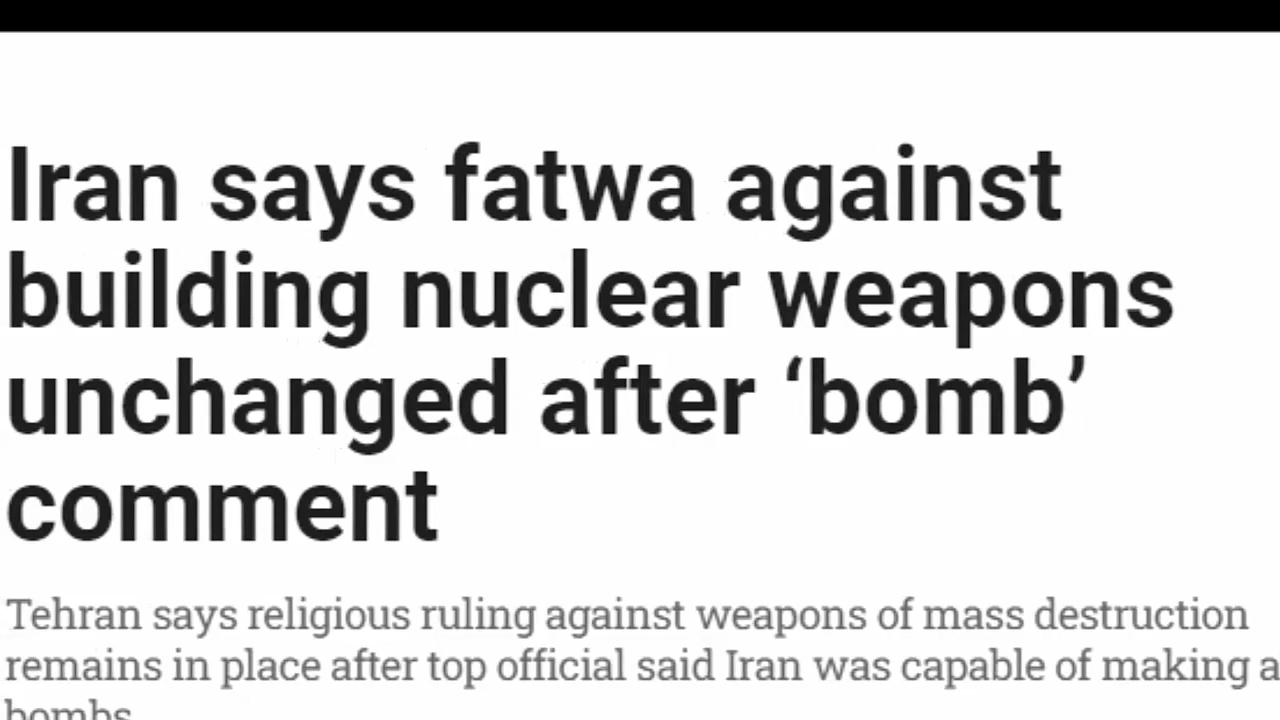 Iran says fatwa against
building nuclear weapons
unchanged after ‘bomb’
comment
Tehran says religious ruling against weapons of mass destruction
remains in place after top official said Iran was capable of making a
bombs.